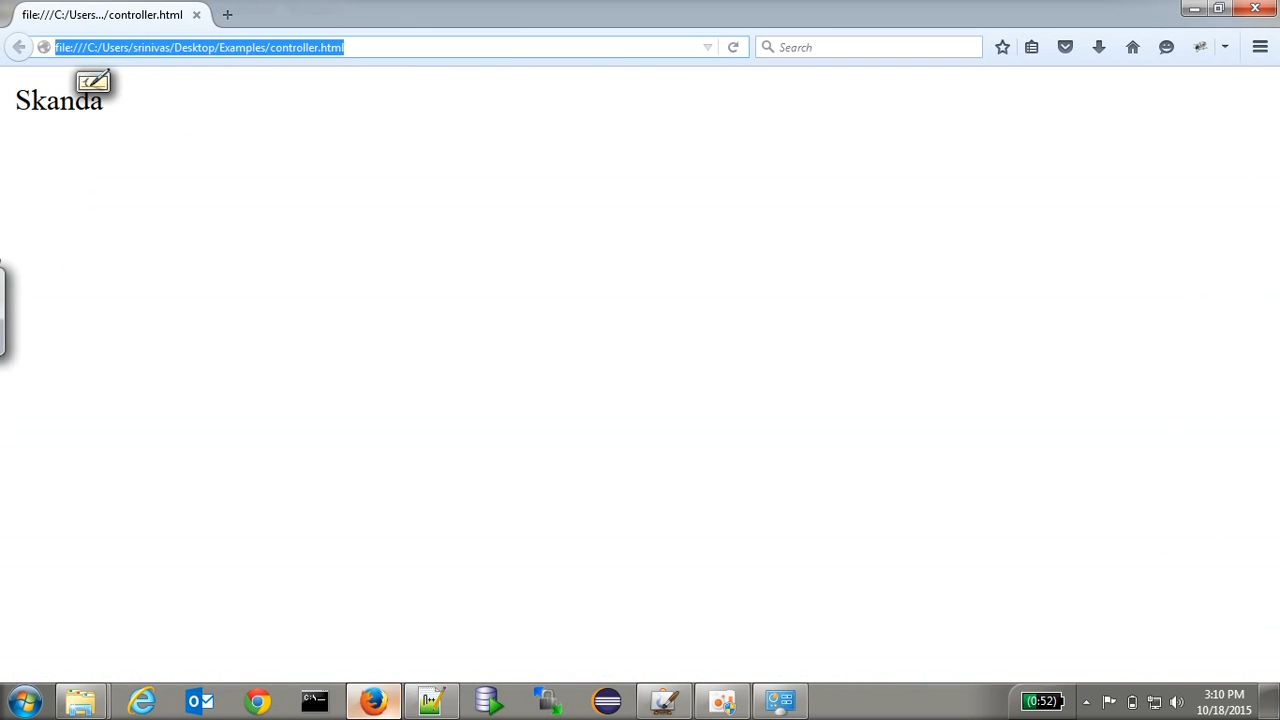 file:///C:/Users.../controller.html
file:///C:/Users/srinivas/Desktop/Examples/controller.html
Search
Skanda
(0:52)
3:10 PM
10/18/2015